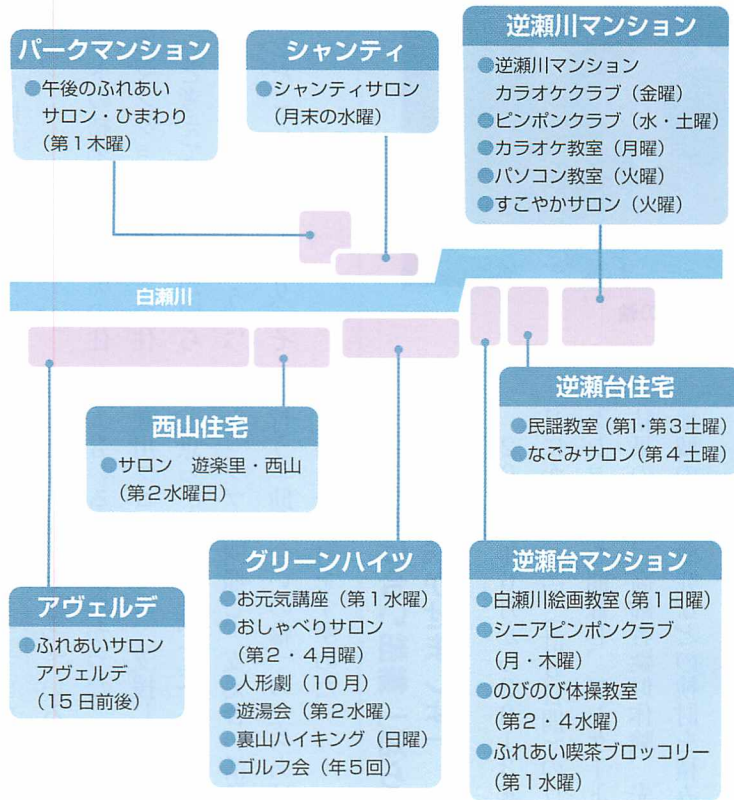 パークマンション
●午後のふれあい
サロン・ひまわり
(第1木曜)
シャンティ
●シャンティサロン
(月末の水曜)
逆瀬川マンション
●逆瀬川マンション
カラオケクラブ(金曜)
●ピンポンクラブ(水・土曜)
●カラオケ教室(月曜)
●パソコン教室(火曜)
●すこやかサロン(火曜)
白瀬川
西山住宅
●サロン 遊楽里・西山
(第2水曜日)
逆瀬台住宅
●民謡教室(第1・第3土曜)
●なごみサロン(第4土曜)
アヴェルデ
●ふれあいサロン
アヴェルデ
(15日前後)
グリーンハイツ
●お元気講座(第1水曜)
●おしゃべりサロン
(第2・4月曜)
●人形劇(10月)
●遊湯会(第2水曜)
●裏山ハイキング(日曜)
●ゴルフ会(年5回)
逆瀬台マンション
●白瀬川絵画教室(第1日曜)
●シニアピンポンクラブ
(月・木曜)
●のびのび体操教室
(第2・4水曜)
●ふれあい喫茶ブロッコリー
(第1水曜)